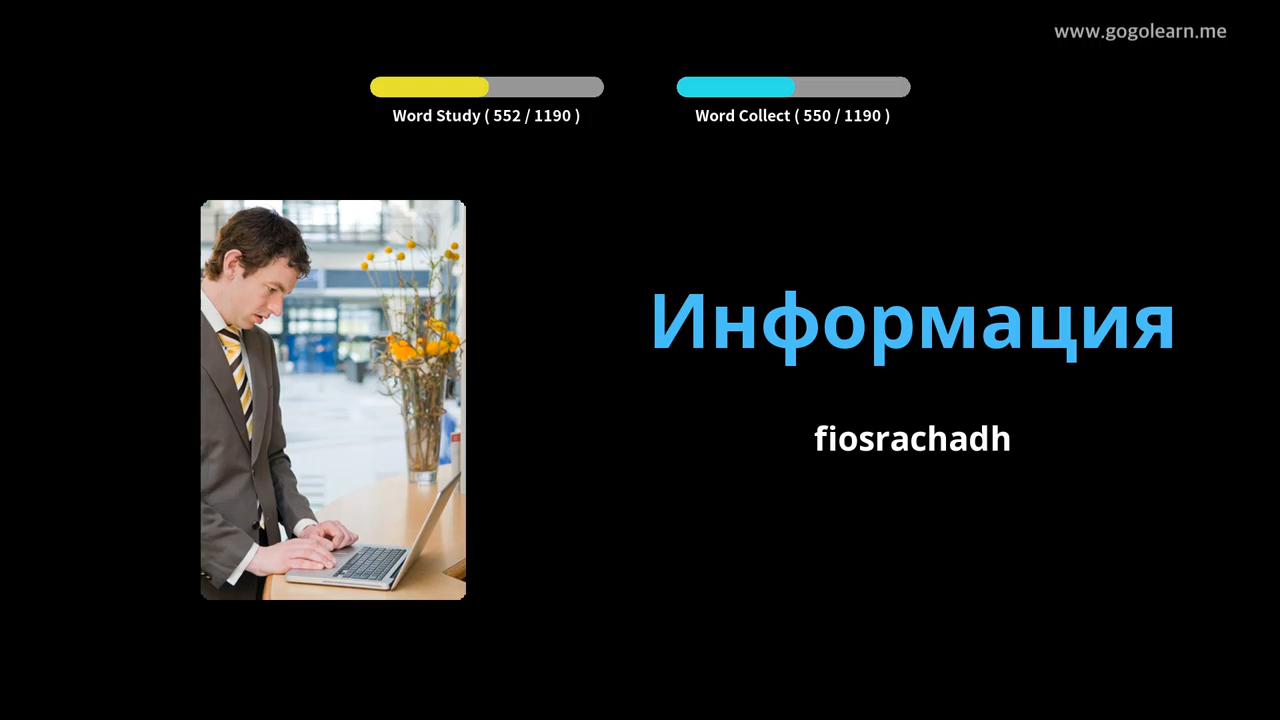 www.gogolearn.me
Word Study ( 552 / 1190 )
Word Collect ( 550 / 1190 )
Информация
fiosrachadh